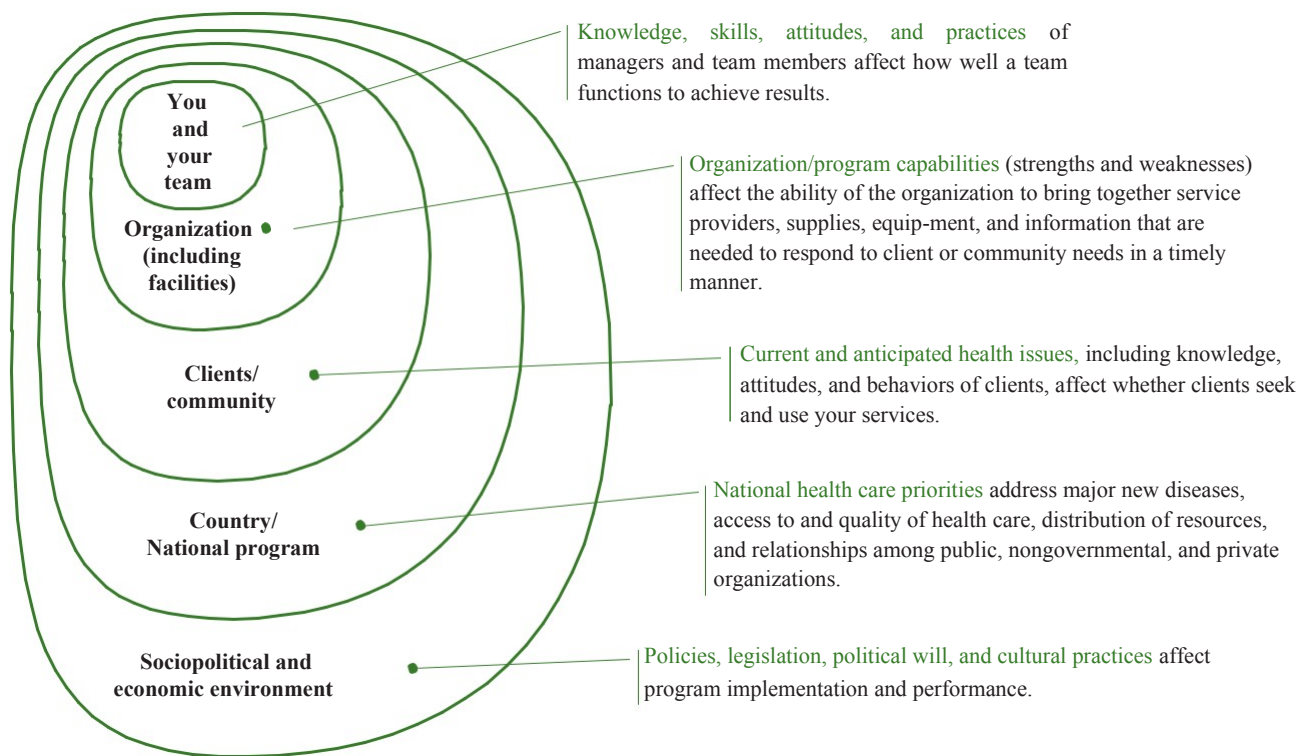 You
and
your
team
Knowledge, skills, attitudes, and practices of
managers and team members affect how well a team
functions to achieve results.
Organization
(including
facilities)
Organization/program capabilities (strengths and weaknesses)
affect the ability of the organization to bring together service
providers, supplies, equip-ment, and information that are
needed to respond to client or community needs in a timely
manner.
Clients/
community
Current and anticipated health issues, including knowledge,
attitudes, and behaviors of clients, affect whether clients seek
and use your services.
Country/
National program
National health care priorities address major new diseases,
access to and quality of health care, distribution of resources,
and relationships among public, nongovernmental, and private
organizations.
Sociopolitical and
economic environment
Policies, legislation, political will, and cultural practices affect
program implementation and performance.